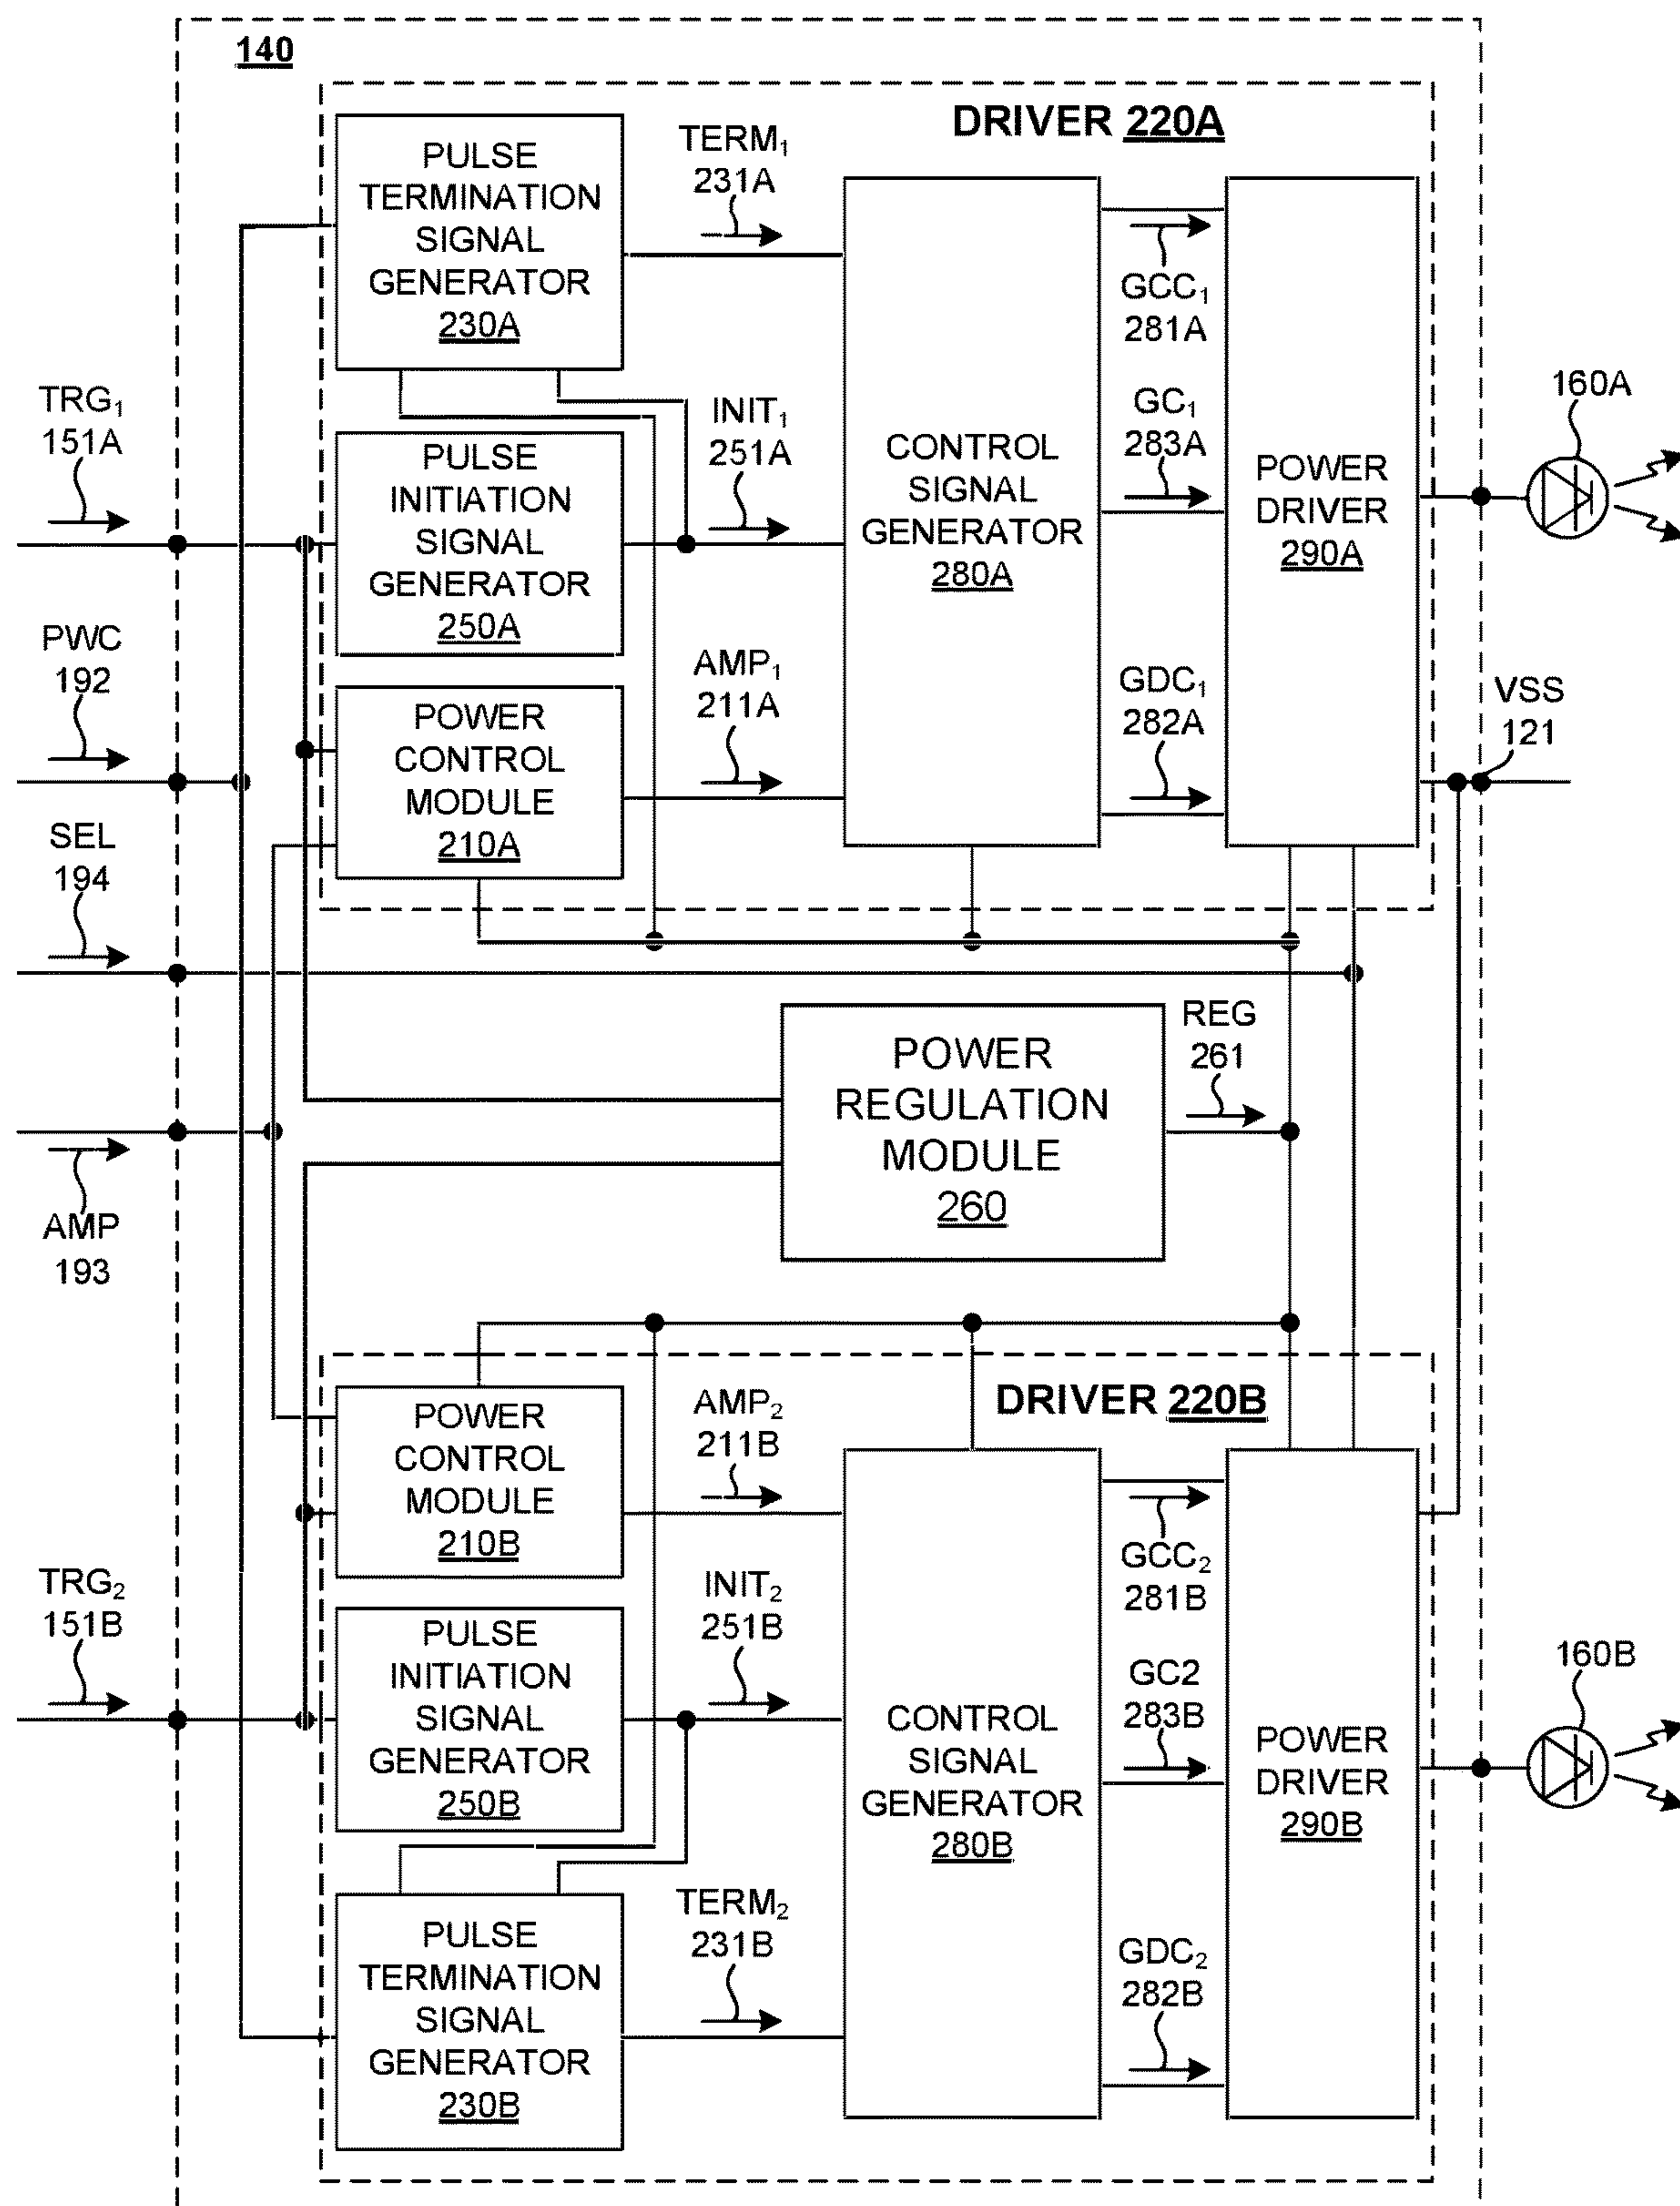 140
DRIVER 220A
PULSE
TERMINATION
SIGNAL
GENERATOR
230A
TERM₁
231A
GCC₁
281A
TRG₁
151A
PULSE
INITIATION
SIGNAL
GENERATOR
250A
INIT₁
251A
CONTROL
SIGNAL
GENERATOR
280A
GC₁
283A
POWER
DRIVER
290A
160A
PWC
192
POWER
CONTROL
MODULE
210A
AMP₁
211A
GDC₁
282A
VSS
121
SEL
194
POWER
REGULATION
MODULE
260
REG
261
AMP
193
DRIVER 220B
POWER
CONTROL
MODULE
210B
AMP₂
211B
GCC₂
281B
TRG₂
151B
PULSE
INITIATION
SIGNAL
GENERATOR
250B
INIT₂
251B
CONTROL
SIGNAL
GENERATOR
280B
GC2
283B
POWER
DRIVER
290B
160B
PULSE
TERMINATION
SIGNAL
GENERATOR
230B
TERM₂
231B
GDC₂
282B